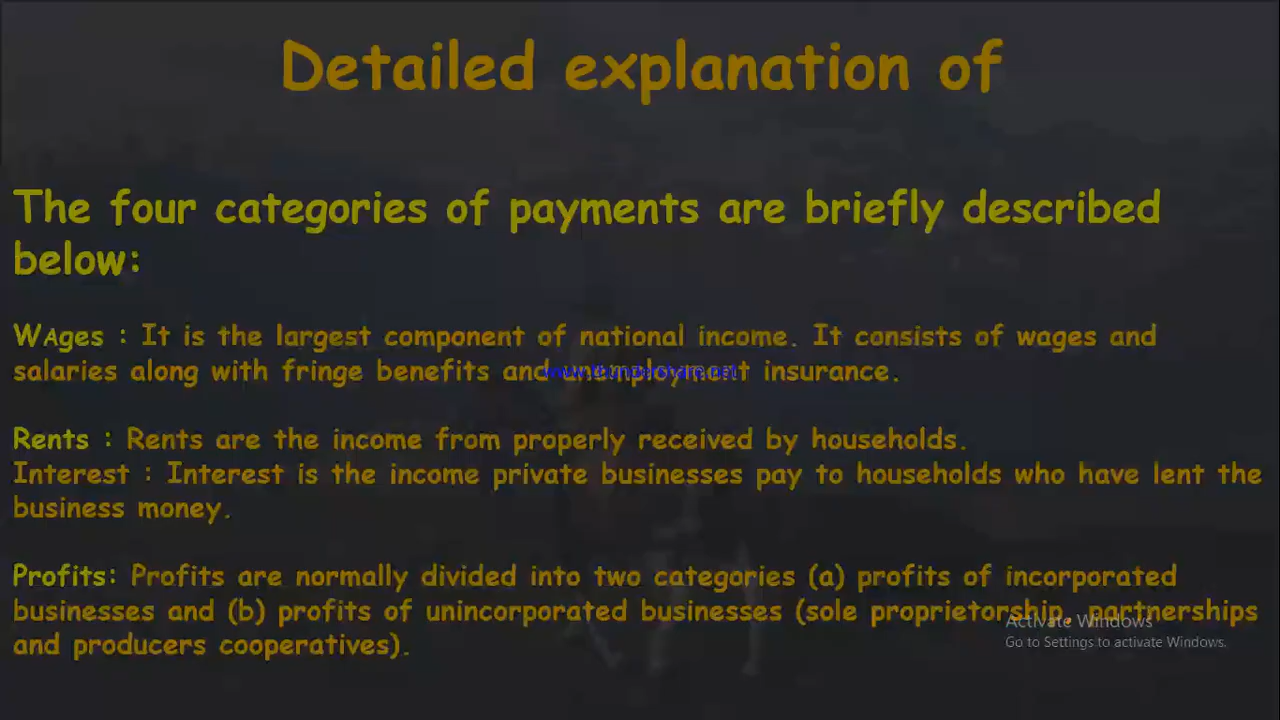 Detailed explanation of
The four categories of payments are briefly described
below:
WAges : It is the largest component of national income. It consists of wages and
salaries along with fringe benefits and unemployment insurance.
www.thundershare.net
Rents : Rents are the income from properly received by households.
Interest : Interest is the income private businesses pay to households who have lent the
business money.
Profits: Profits are normally divided into two categories (a) profits of incorporated
businesses and (b) profits of unincorporated businesses (sole proprietorship, partnerships
and producers cooperatives).
Activate Windows
Go to Settings to activate Windows.